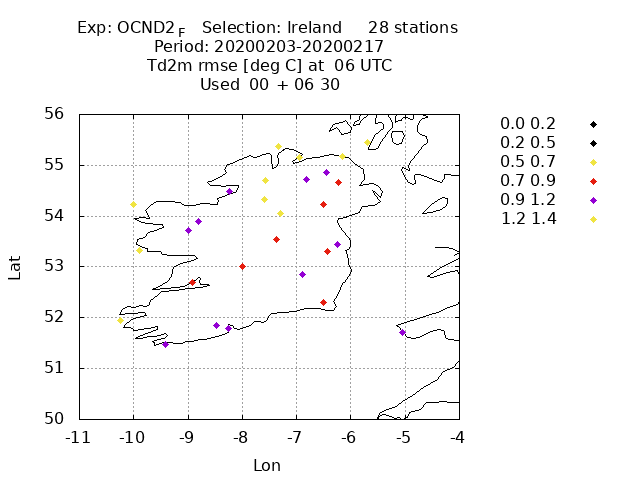 Exp: OCND2 F Selection: Ireland 28 stations
Period: 20200203-20200217
Td2m rmse [deg C] at 06 UTC
Used 00 + 06 30
56
55
54
53
52
51
50
-11 -10 -9 -8 -7 -6 -5 -4
Lat
Lon
0.0 0.2
0.2 0.5
0.5 0.7
0.7 0.9
0.9 1.2
1.2 1.4